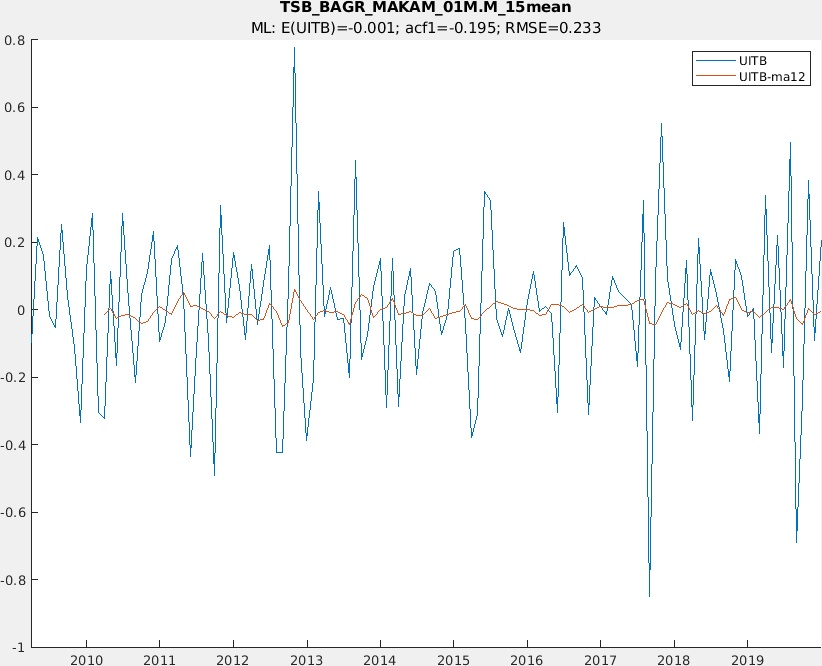 TSB_BAGR_MAKAM_01M.M_15mean
ML: E(UITB)=-0.001; acf1=-0.195; RMSE=0.233
0.8
UITB
UITB-ma12
0.6
0.4
0.2
0
-0.2
-0.4
-0.6
-0.8
-1
2010 2011 2012 2013 2014 2015 2016 2017 2018 2019